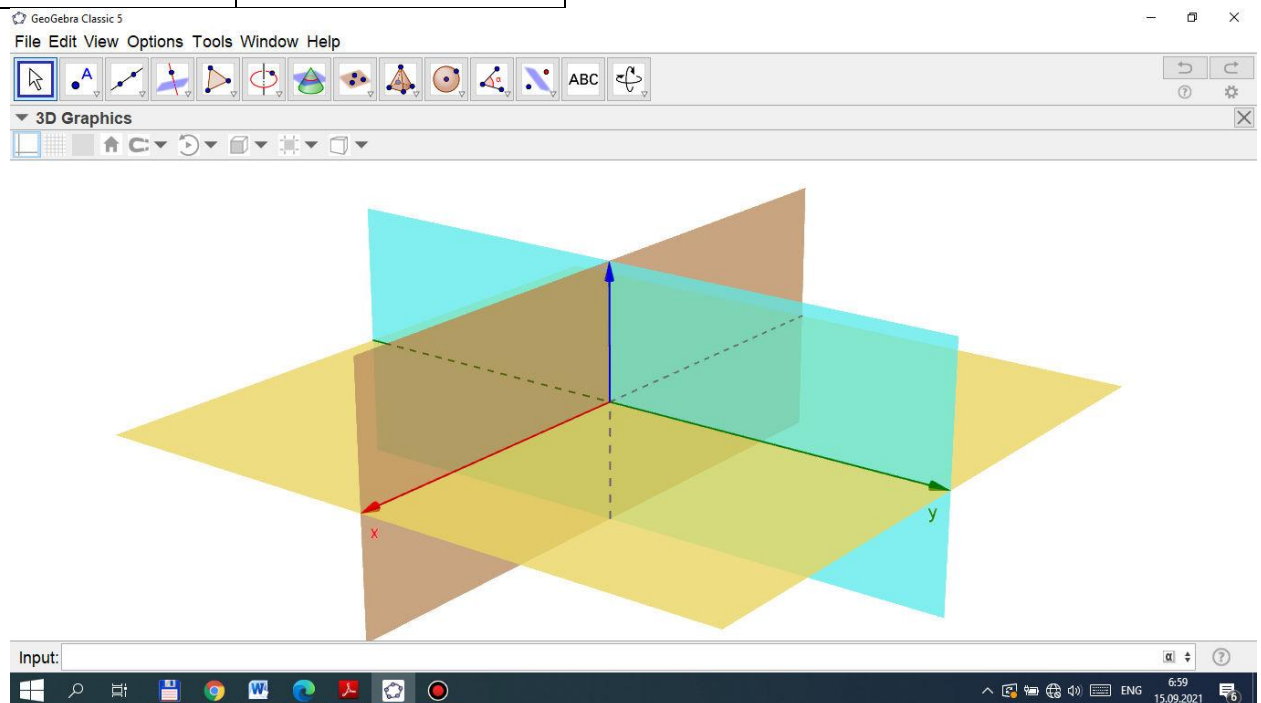 GeoGebra Classic 5
File Edit View Options Tools Window Help
A
α
ABC
3D Graphics
x
y
Input:
α
ENG
6:59
15.09.2021
6